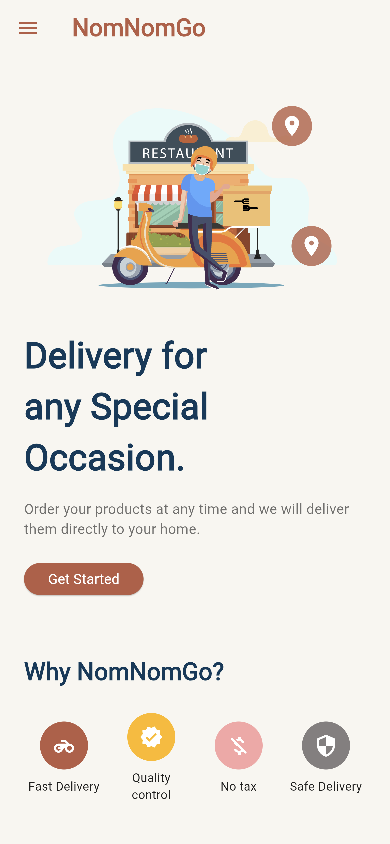 NomNomGo
RESTAURANT
Delivery for
any Special
Occasion.
Order your products at any time and we will deliver
them directly to your home.
Get Started
Why NomNomGo?
Fast Delivery
Quality
control
No tax
Safe Delivery